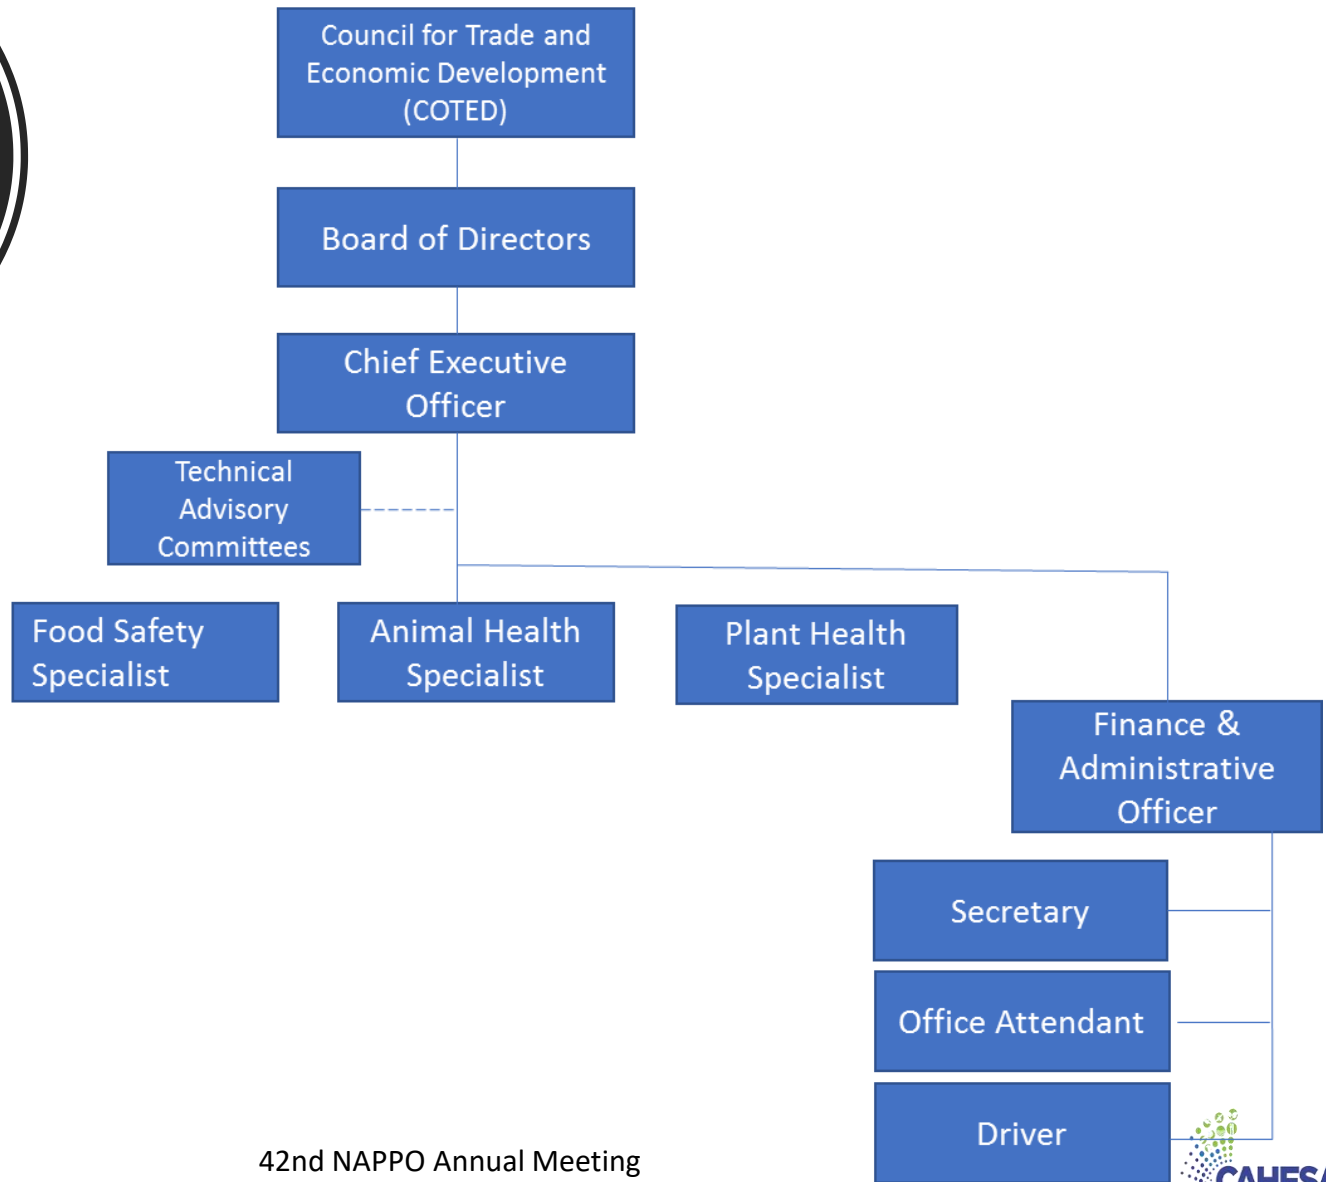 Council for Trade and
Economic Development
(COTED)
Board of Directors
Chief Executive
Officer
Technical
Advisory
Committees
Food Safety
Specialist
Animal Health
Specialist
Plant Health
Specialist
Finance &
Administrative
Officer
Secretary
Office Attendant
Driver
42nd NAPPO Annual Meeting